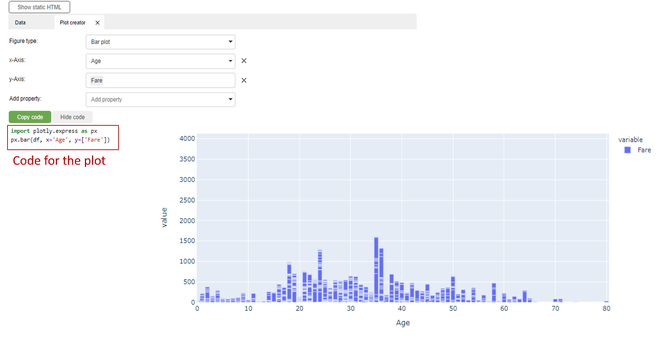 Show static HTML
Data Plot creator ×
Figure type: Bar plot
x-Axis: Age
y-Axis: Fare
Add property: Add property
Copy code Hide code
import plotly.express as px
px.bar(df, x='Age', y=['Fare'])
Code for the plot
variable
Fare
4000
3500
3000
2500
2000
1500
1000
500
0
value
0 10 20 30 40 50 60 70 80
Age